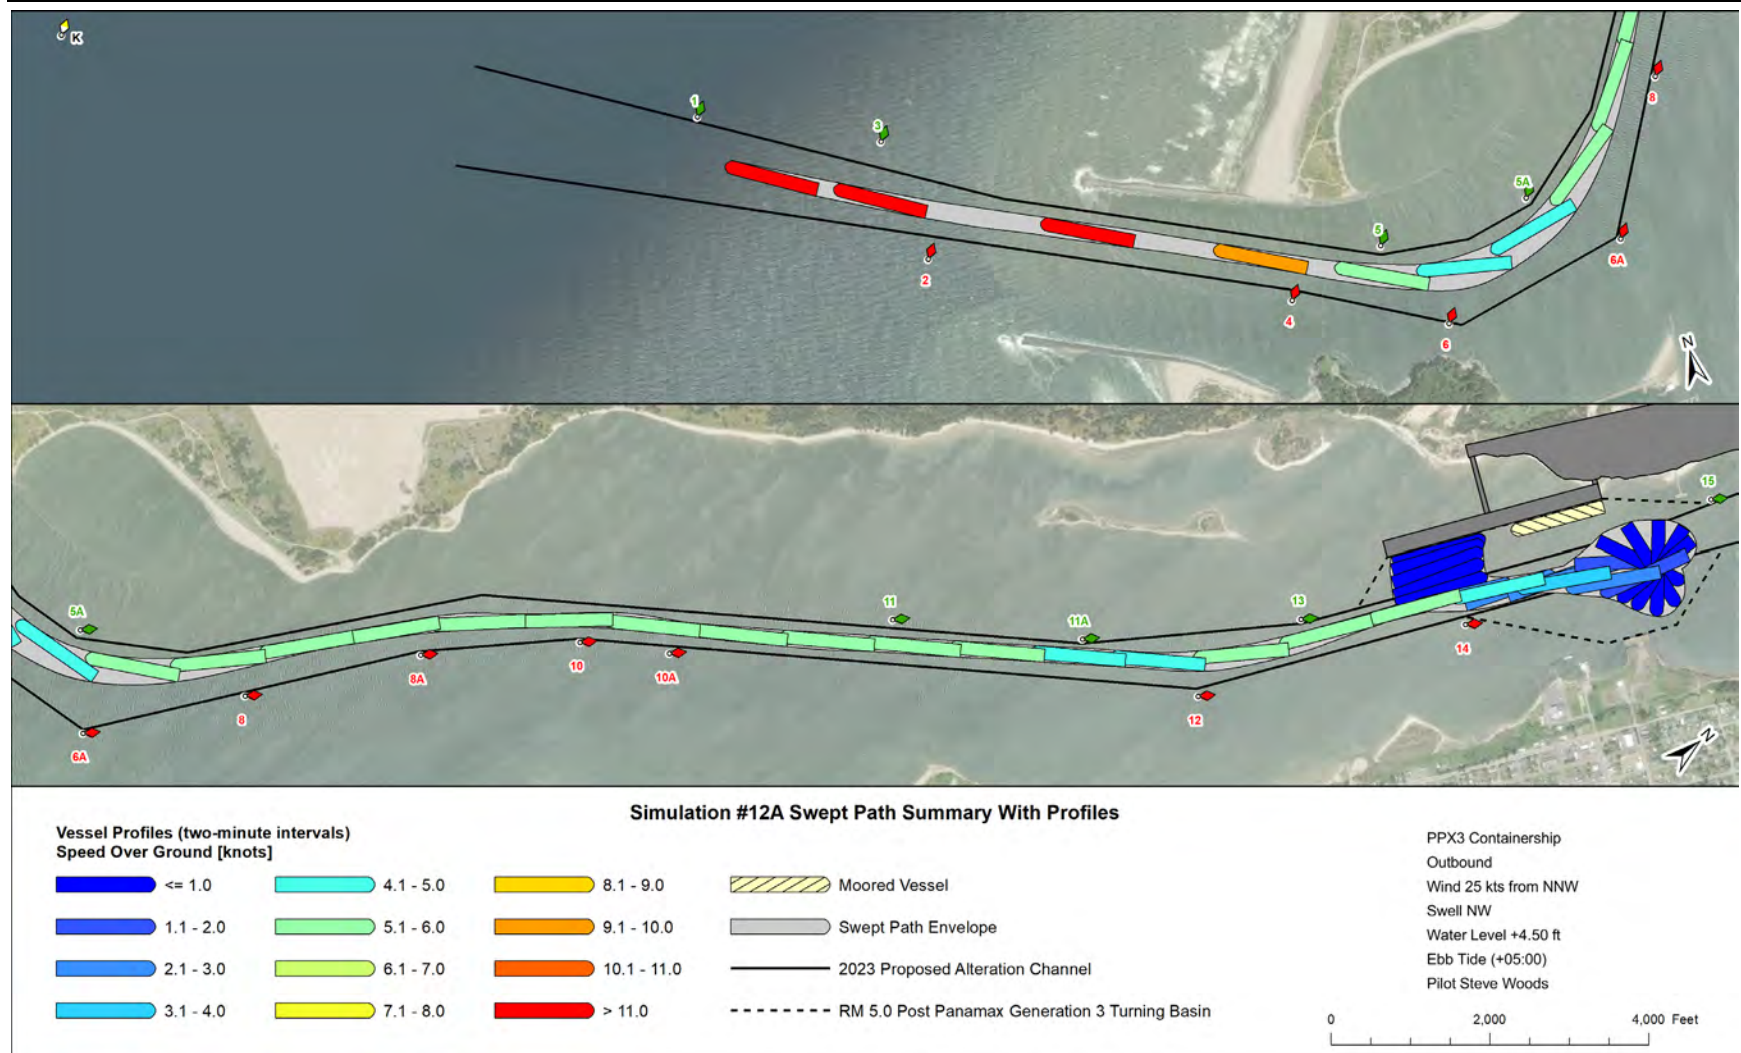 K
1
3
5A
8
5
2
6A
4
6
N
15
5A
11
11A
13
10
14
8A
10A
8
12
6A
N
Simulation #12A Swept Path Summary With Profiles
Vessel Profiles (two-minute intervals)
Speed Over Ground [knots]
<= 1.0
4.1 - 5.0
8.1 - 9.0
Moored Vessel
1.1 - 2.0
5.1 - 6.0
9.1 - 10.0
Swept Path Envelope
2.1 - 3.0
6.1 - 7.0
10.1 - 11.0
2023 Proposed Alteration Channel
3.1 - 4.0
7.1 - 8.0
> 11.0
RM 5.0 Post Panamax Generation 3 Turning Basin
PPX3 Containership
Outbound
Wind 25 kts from NNW
Swell NW
Water Level +4.50 ft
Ebb Tide (+05:00)
Pilot Steve Woods
0 2,000 4,000 Feet